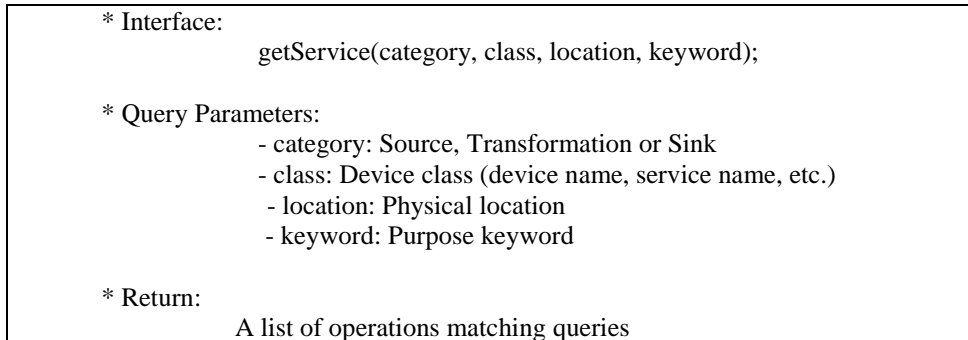 * Interface:
getService(category, class, location, keyword);
* Query Parameters:
- category: Source, Transformation or Sink
- class: Device class (device name, service name, etc.)
- location: Physical location
- keyword: Purpose keyword
* Return:
A list of operations matching queries